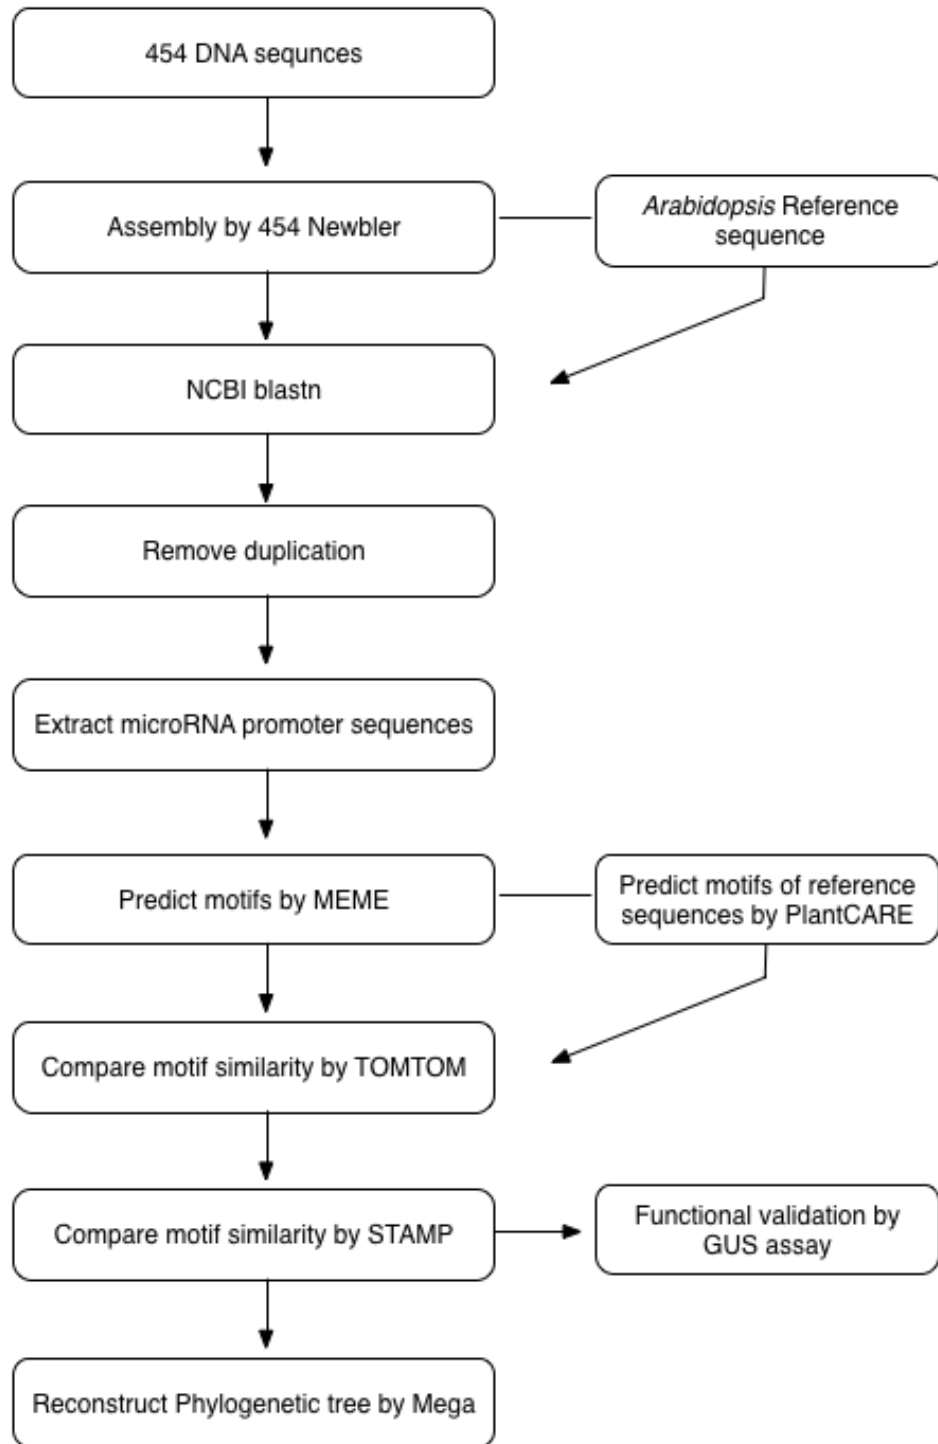 454 DNA sequnces
Assembly by 454 Newbler
Arabidopsis Reference
sequence
NCBI blastn
Remove duplication
Extract microRNA promoter sequences
Predict motifs by MEME
Predict motifs of reference
sequences by PlantCARE
Compare motif similarity by TOMTOM
Compare motif similarity by STAMP
Functional validation by
GUS assay
Reconstruct Phylogenetic tree by Mega